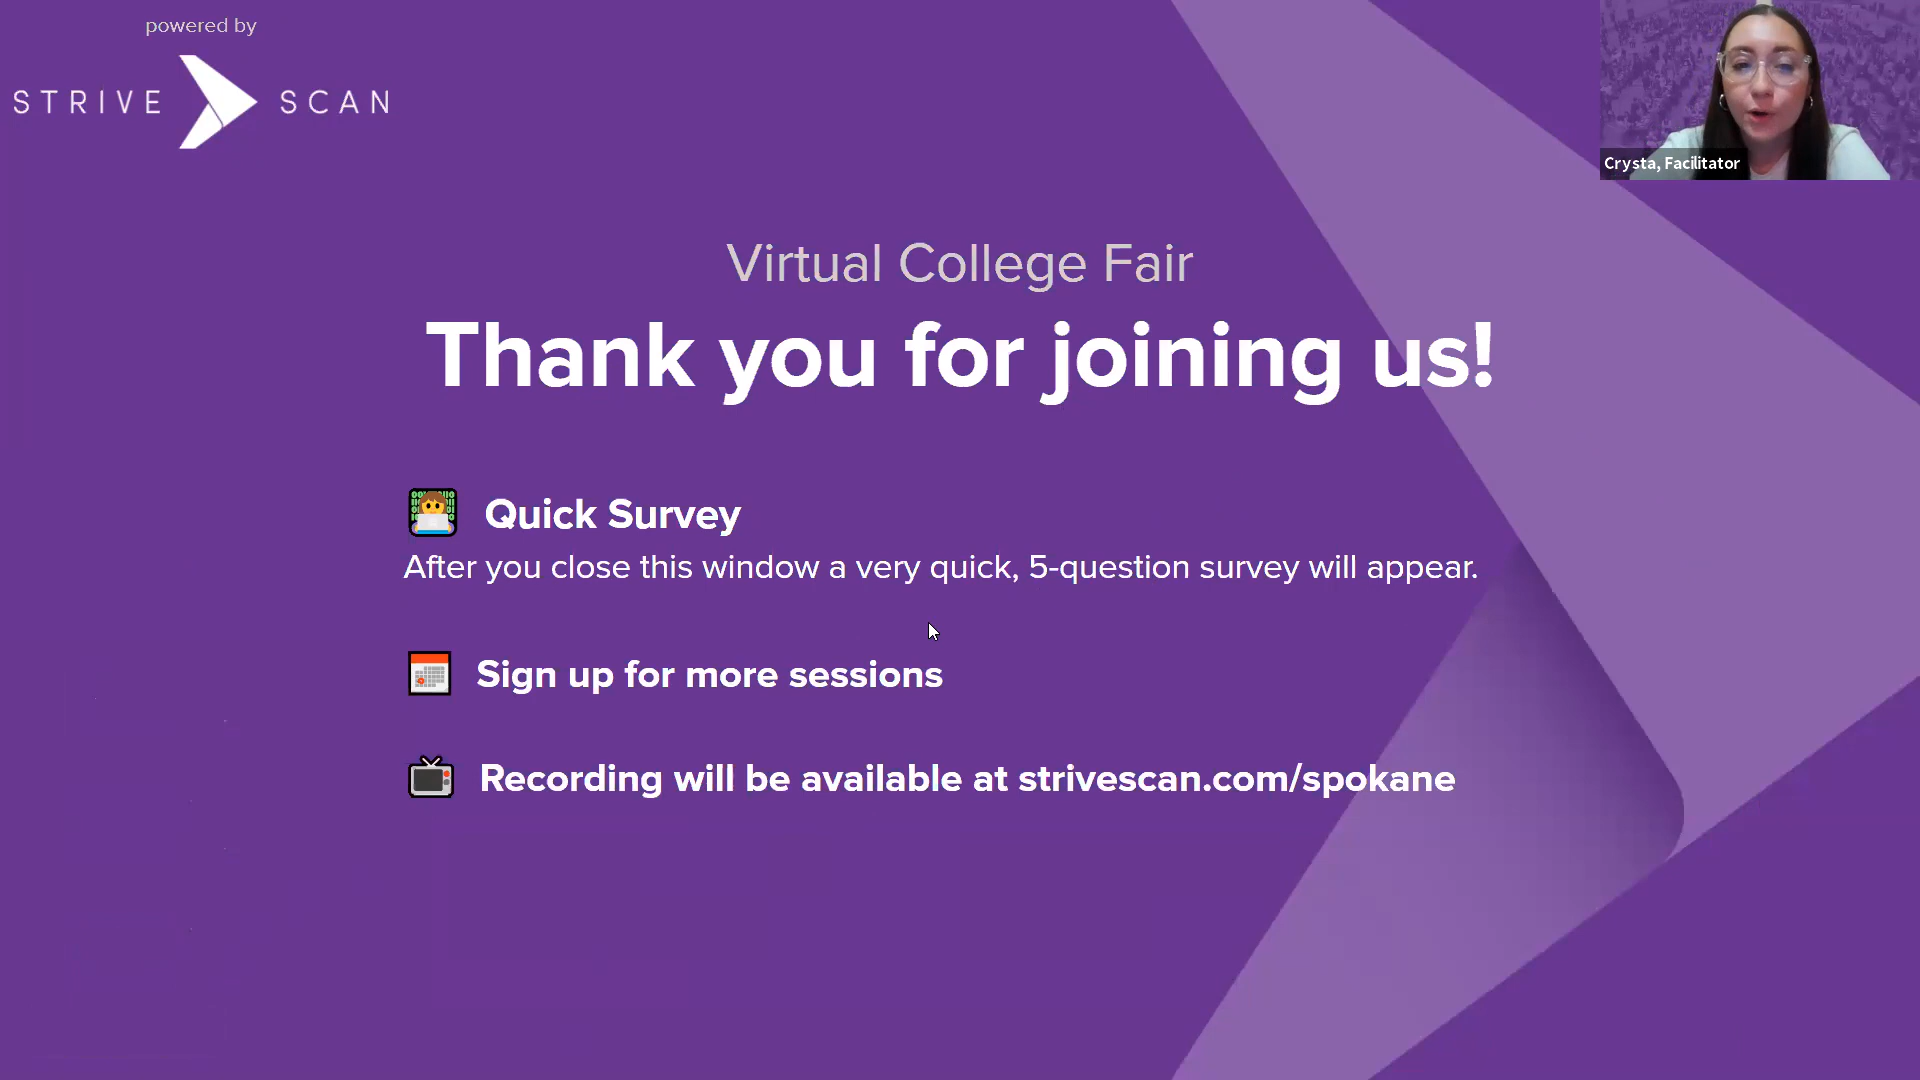 powered by
STRIVE SCAN
Crysta, Facilitator
Virtual College Fair
Thank you for joining us!
Quick Survey
After you close this window a very quick, 5-question survey will appear.
Sign up for more sessions
Recording will be available at strivescan.com/spokane